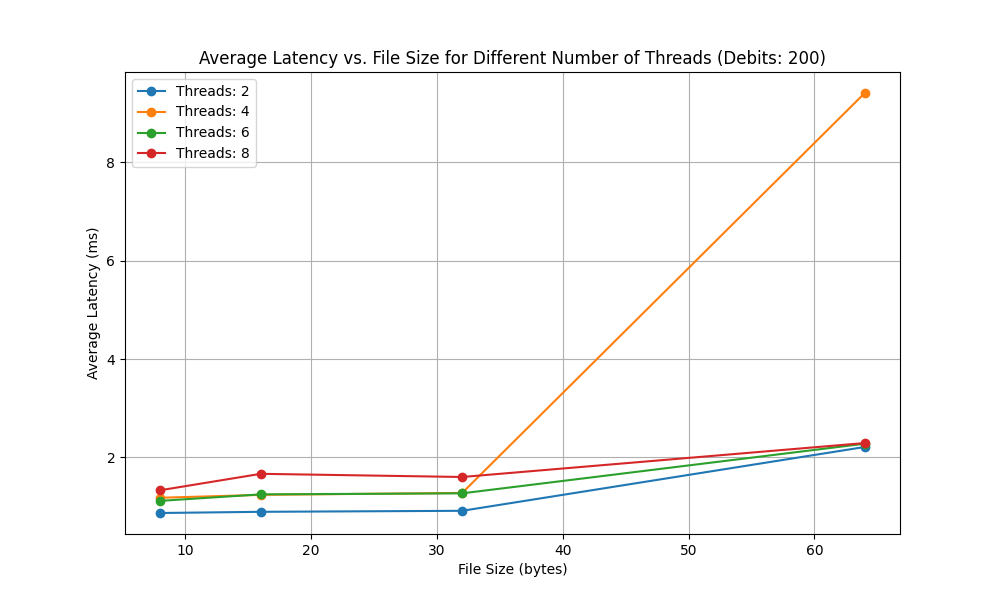 Average Latency vs. File Size for Different Number of Threads (Debits: 200)
Threads: 2
Threads: 4
Threads: 6
Threads: 8
Average Latency (ms)
8
6
4
2
10
20
30
40
50
60
File Size (bytes)